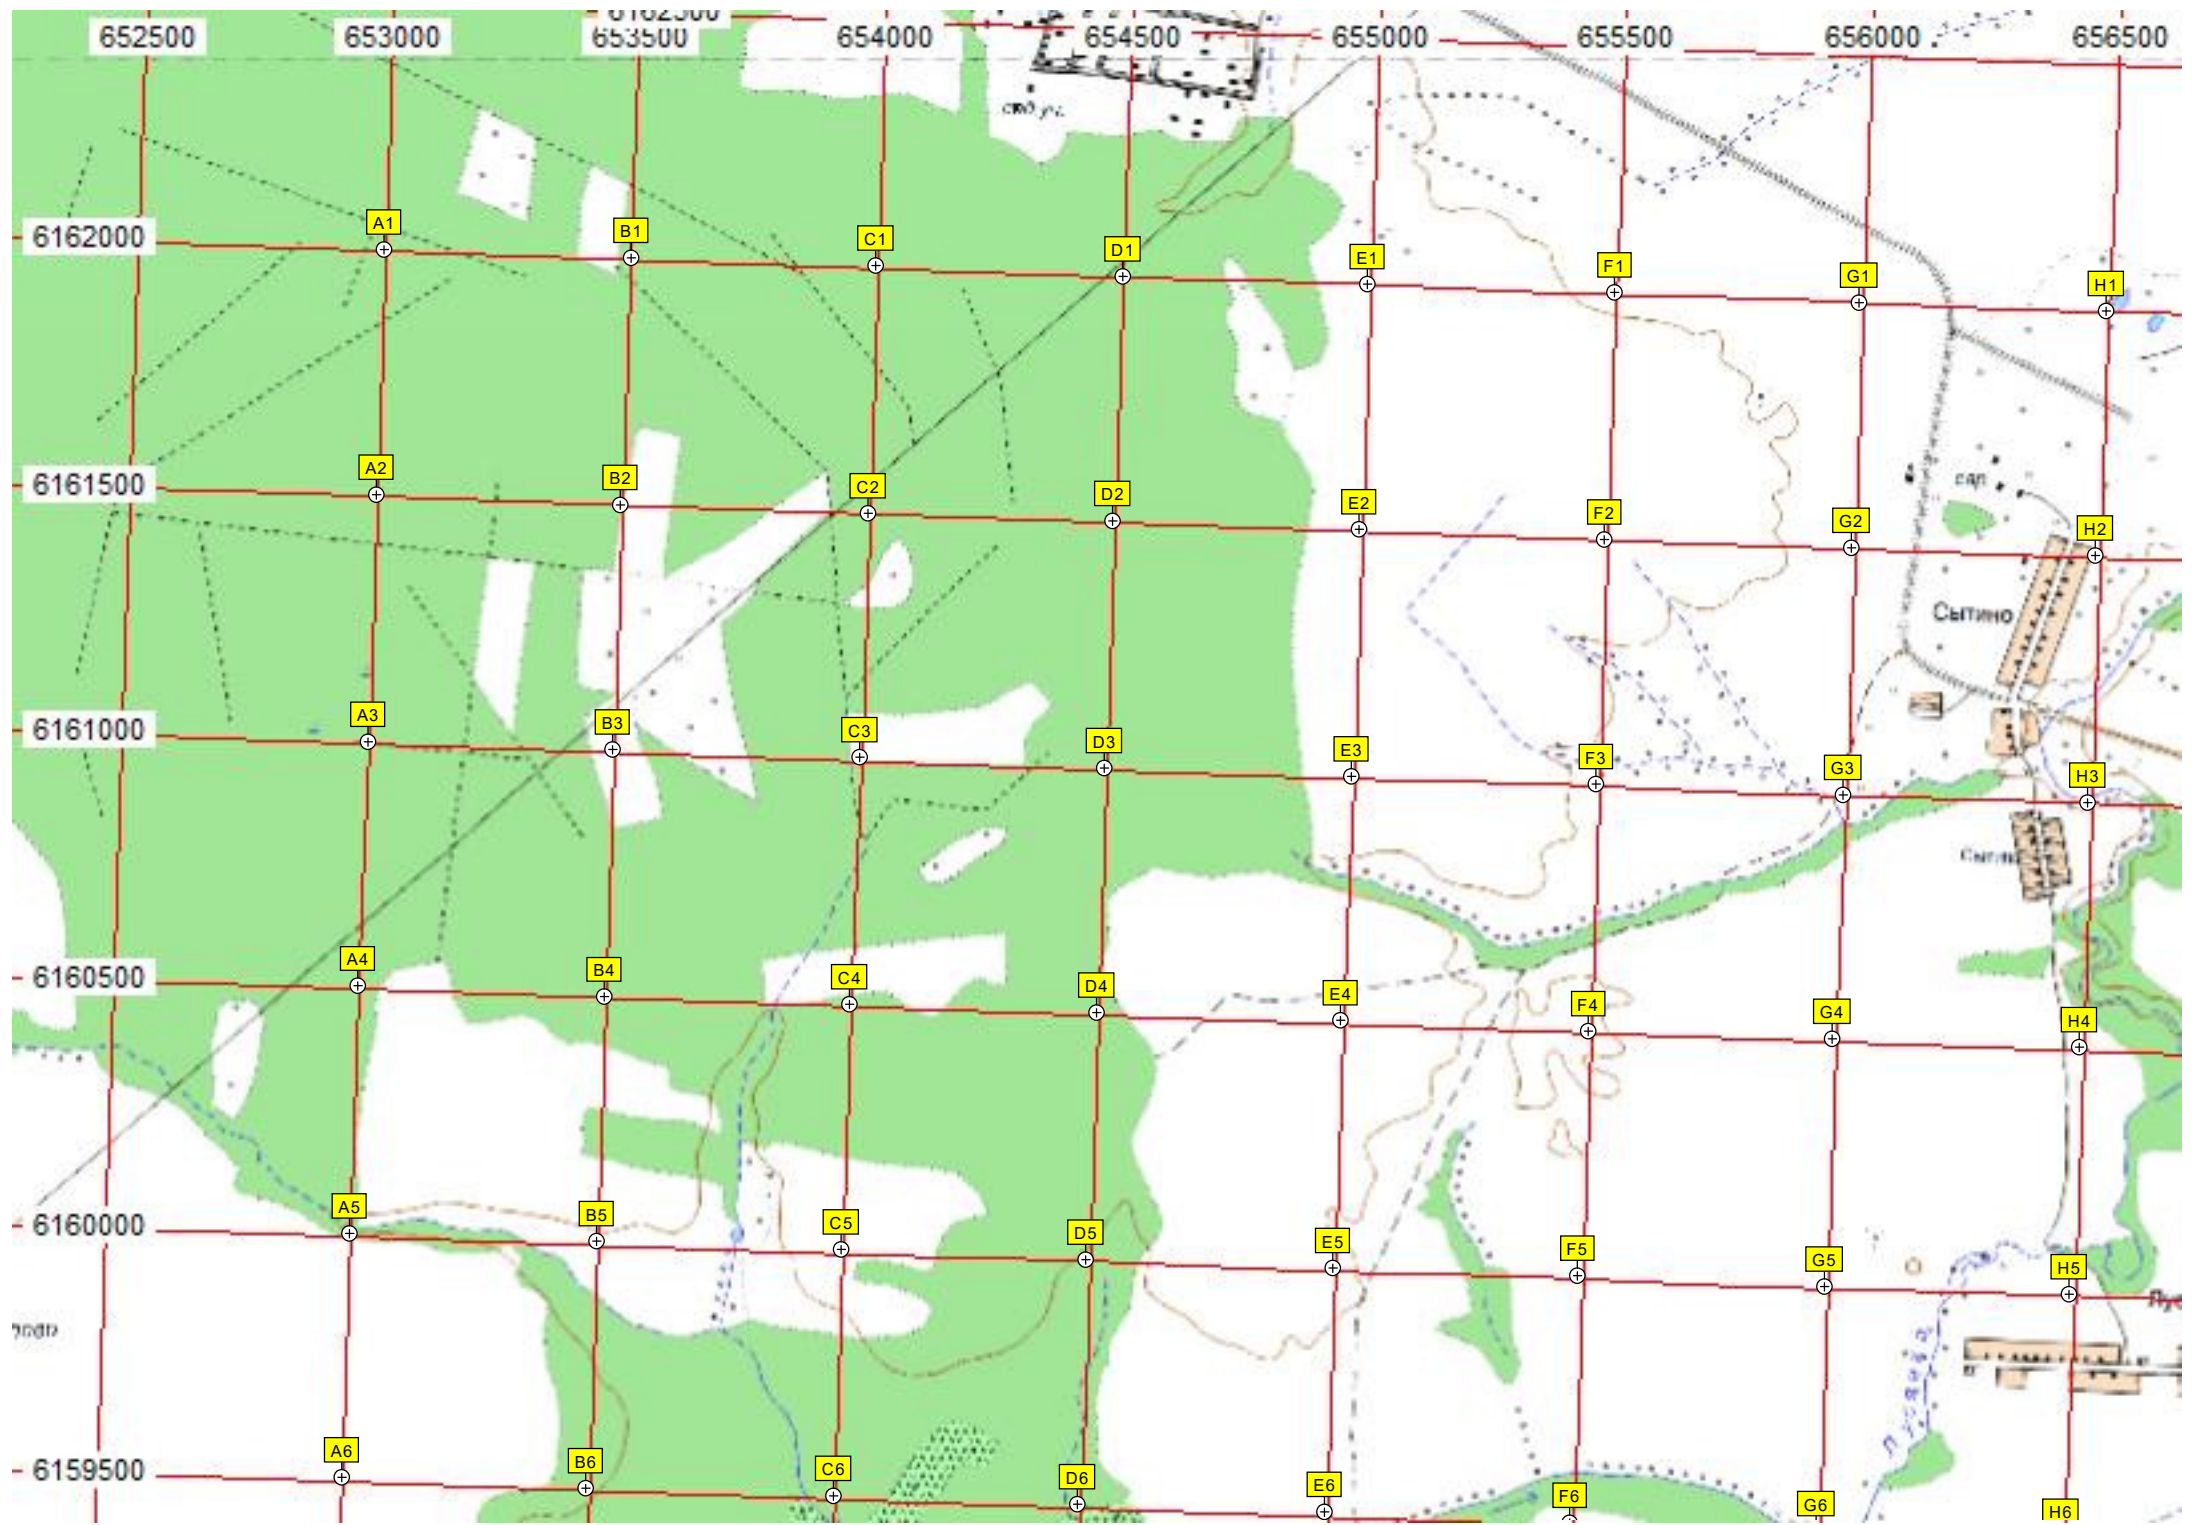 6162500
652500 653000 653500 654000 654500 655000 655500 656000 656500
6162000 A1 B1 C1 D1 E1 F1 G1 H1
6161500 A2 B2 C2 D2 E2 F2 G2 H2
сар
Сытино
6161000 A3 B3 C3 D3 E3 F3 G3 H3
6160500 A4 B4 C4 D4 E4 F4 G4 H4
6160000 A5 B5 C5 D5 E5 F5 G5 H5
6159500 A6 B6 C6 D6 E6 F6 G6 H6